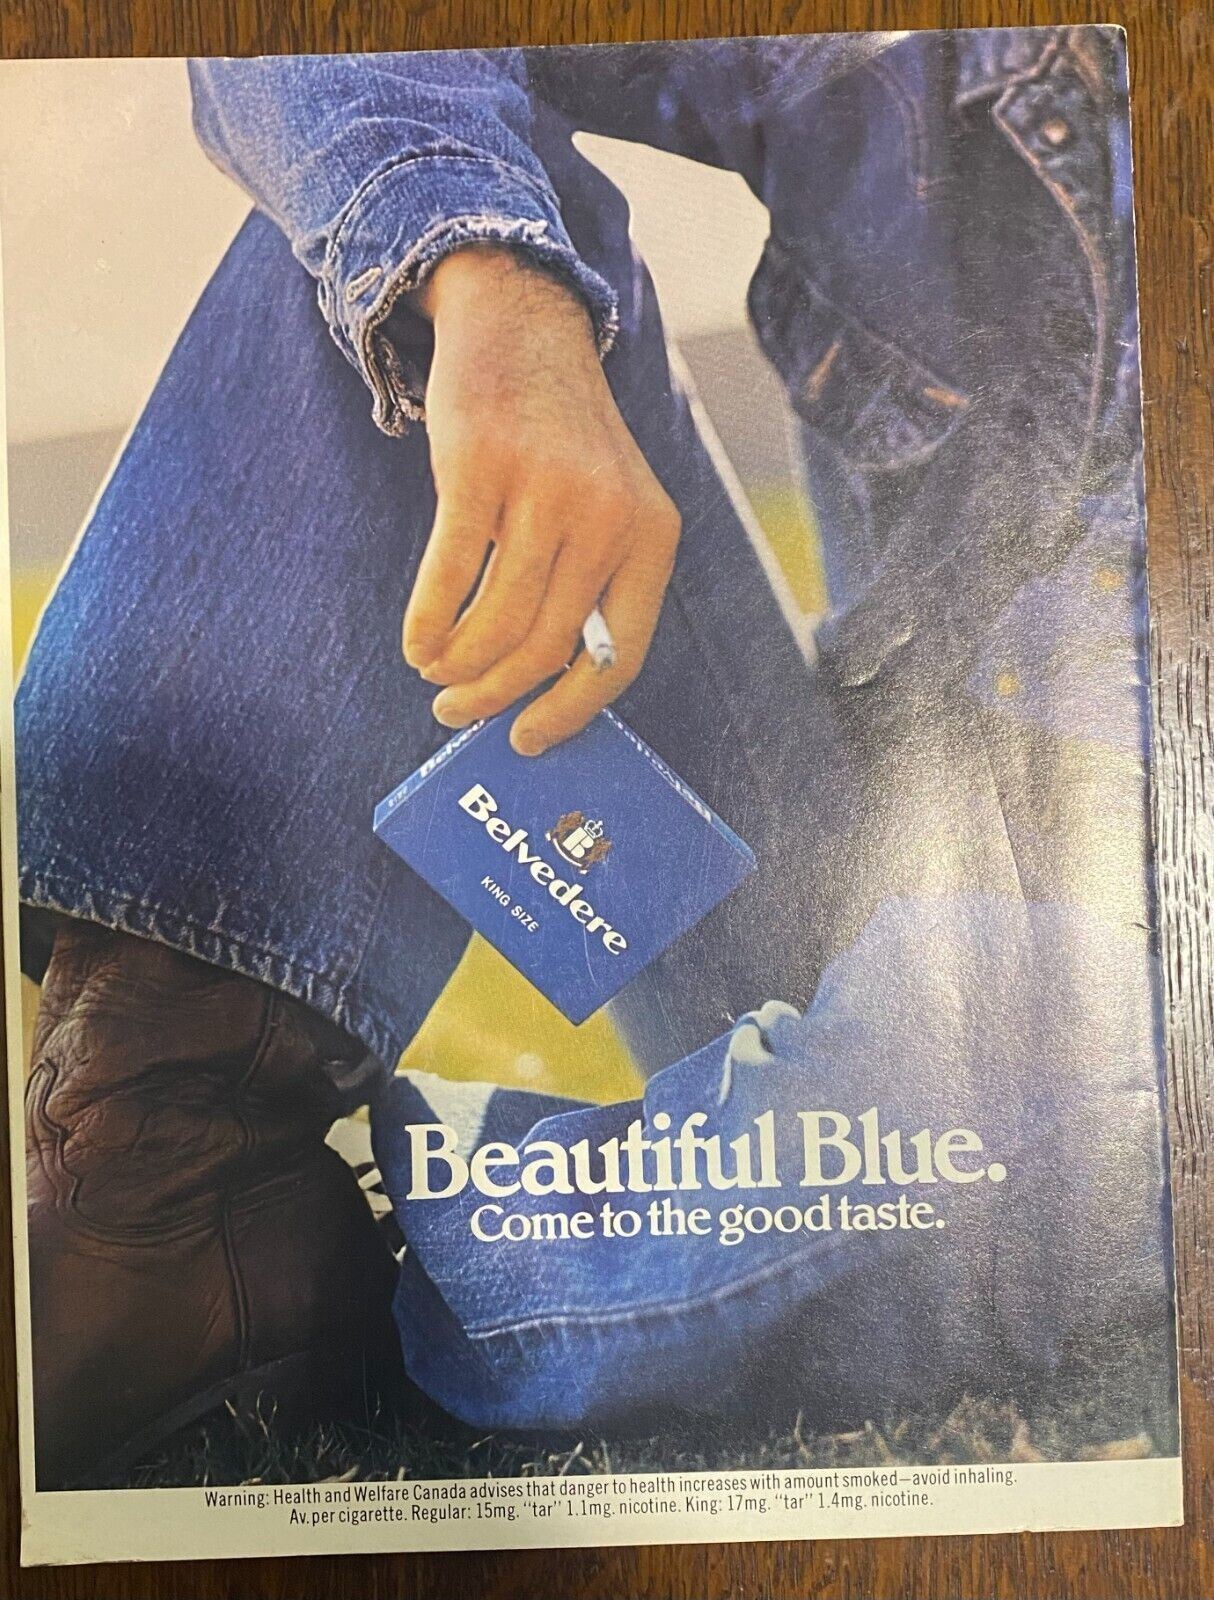 Belvedere
B
Belvedere
KING SIZE
Beautiful Blue.
Come to the good taste.
Warning: Health and Welfare Canada advises that danger to health increases with amount smoked—avoid inhaling.
Av. per cigarette. Regular: 15mg. "tar" 1.1mg. nicotine. King: 17mg. "tar" 1.4mg. nicotine.